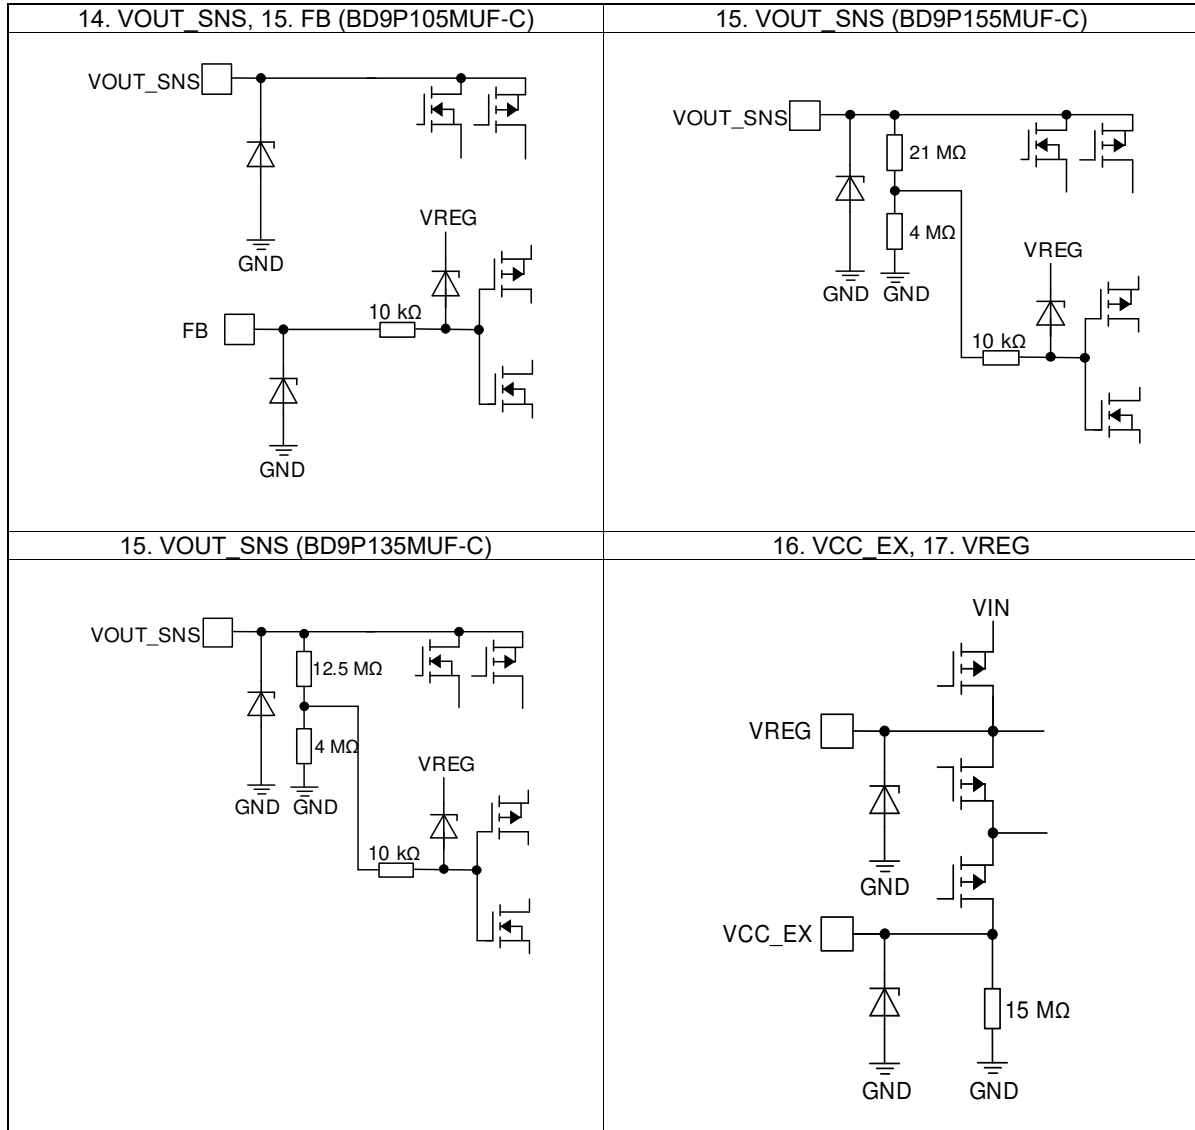 14. VOUT_SNS, 15. FB (BD9P105MUF-C)
VOUT_SNS
GND
VREG
10 kΩ
FB
GND
15. VOUT_SNS (BD9P155MUF-C)
VOUT_SNS
21 MΩ
4 MΩ
GND
GND
VREG
10 kΩ
15. VOUT_SNS (BD9P135MUF-C)
VOUT_SNS
12.5 MΩ
4 MΩ
GND
GND
VREG
10 kΩ
16. VCC_EX, 17. VREG
VIN
VREG
GND
VCC_EX
15 MΩ
GND
GND